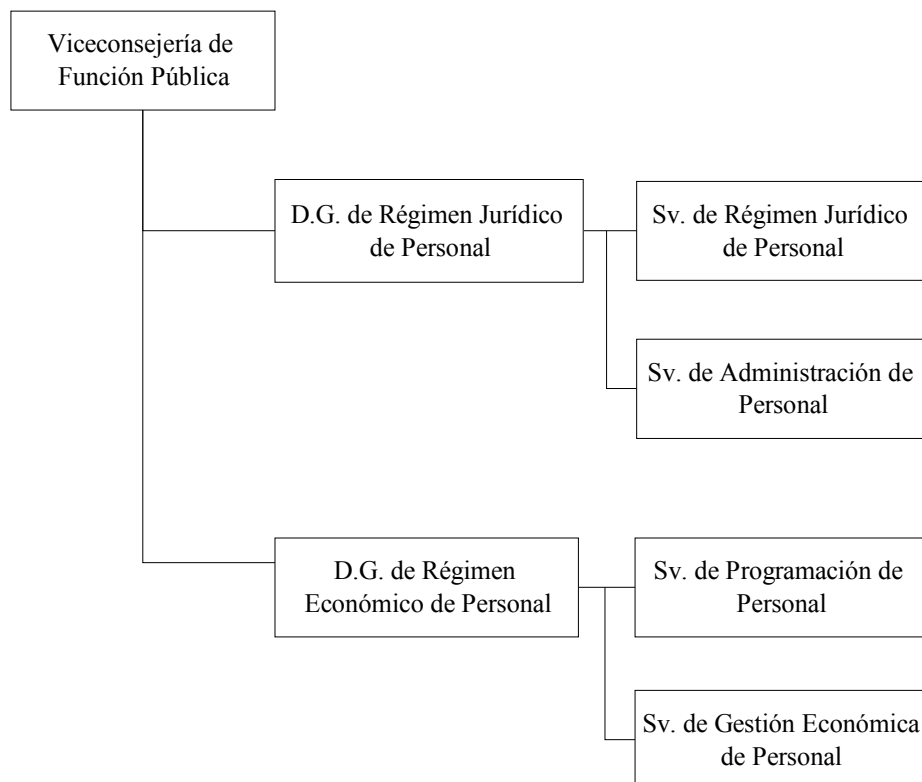 Viceconsejería de
Función Pública
D.G. de Régimen Jurídico
de Personal
Sv. de Régimen Jurídico
de Personal
Sv. de Administración de
Personal
D.G. de Régimen
Económico de Personal
Sv. de Programación de
Personal
Sv. de Gestión Económica
de Personal